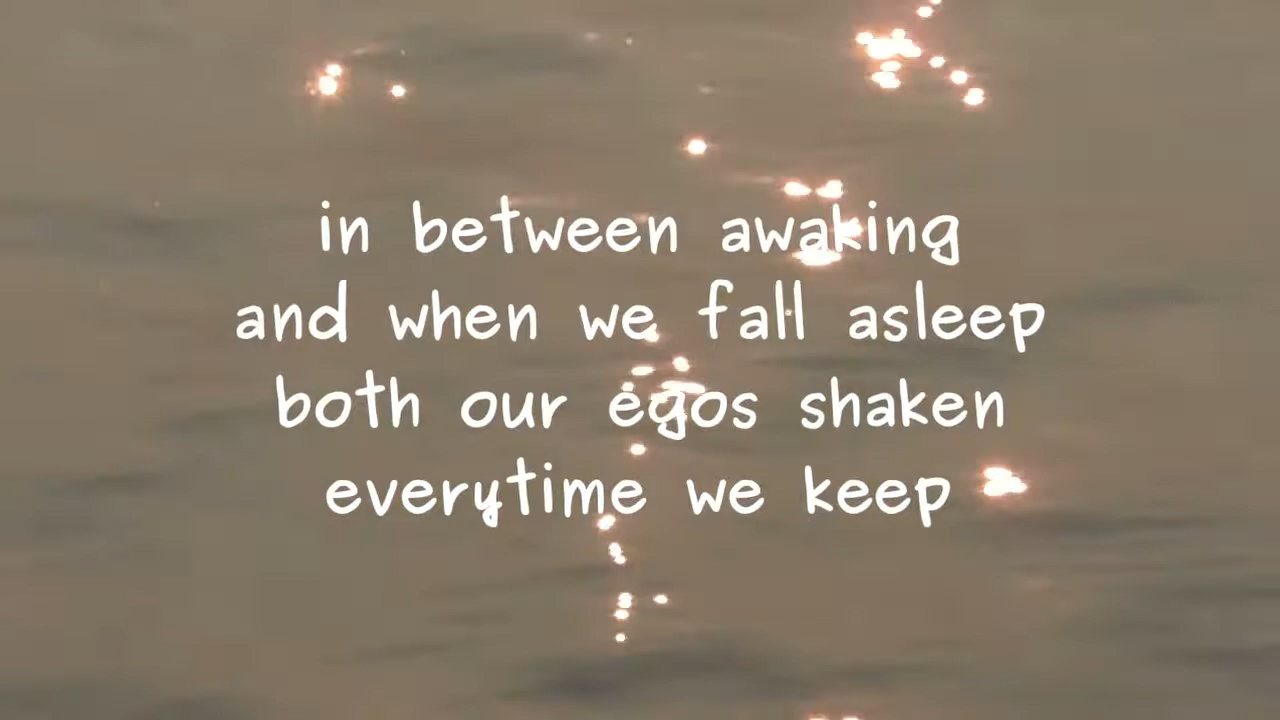 in between awaking
and when we fall asleep
both our egos shaken
everytime we keep